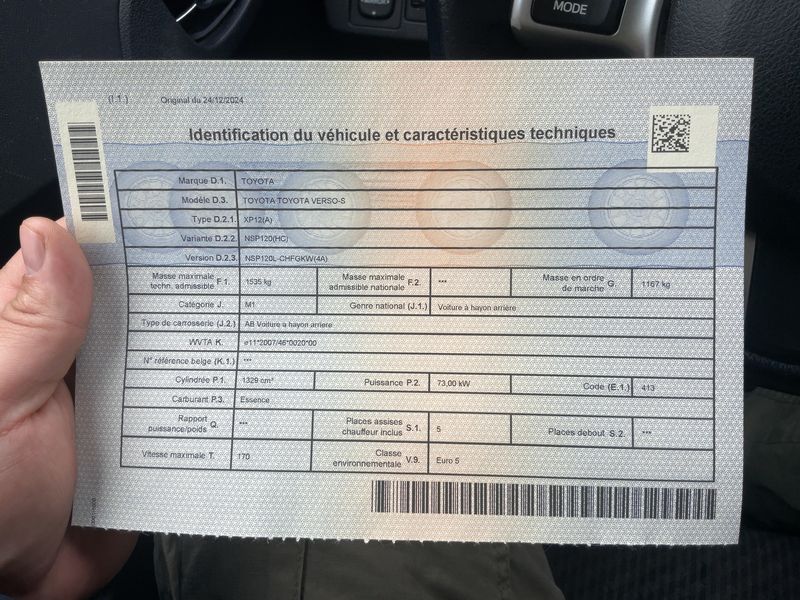 MODE
(I.1.) Original du 24/12/2024
Identification du véhicule et caractéristiques techniques
Marque D.1. TOYOTA
Modèle D.3. TOYOTA TOYOTA VERSO-S
Type D.2.1. XP12(A)
Variante D.2.2. NSP120(HC)
Version D.2.3. NSP120L-CHFGKW(4A)
Masse maximale techn. admissible F.1. 1535 kg Masse maximale admissible nationale F.2. *** Masse en ordre de marche G. 1167 kg
Catégorie J. M1 Genre national (J.1.) Voiture à hayon arrière
Type de carrosserie (J.2.) AB Voiture à hayon arrière
WVTA K. e11*2007/46*0020*00
N° référence belge (K.1.) ***
Cylindrée P.1. 1329 cm³ Puissance P.2. 73,00 kW Code (E.1.) 413
Carburant P.3. Essence
Rapport puissance/poids Q. *** Places assises chauffeur inclus S.1. 5 Places debout S.2. ***
Vitesse maximale T. 170 Classe environnementale V.9. Euro 5